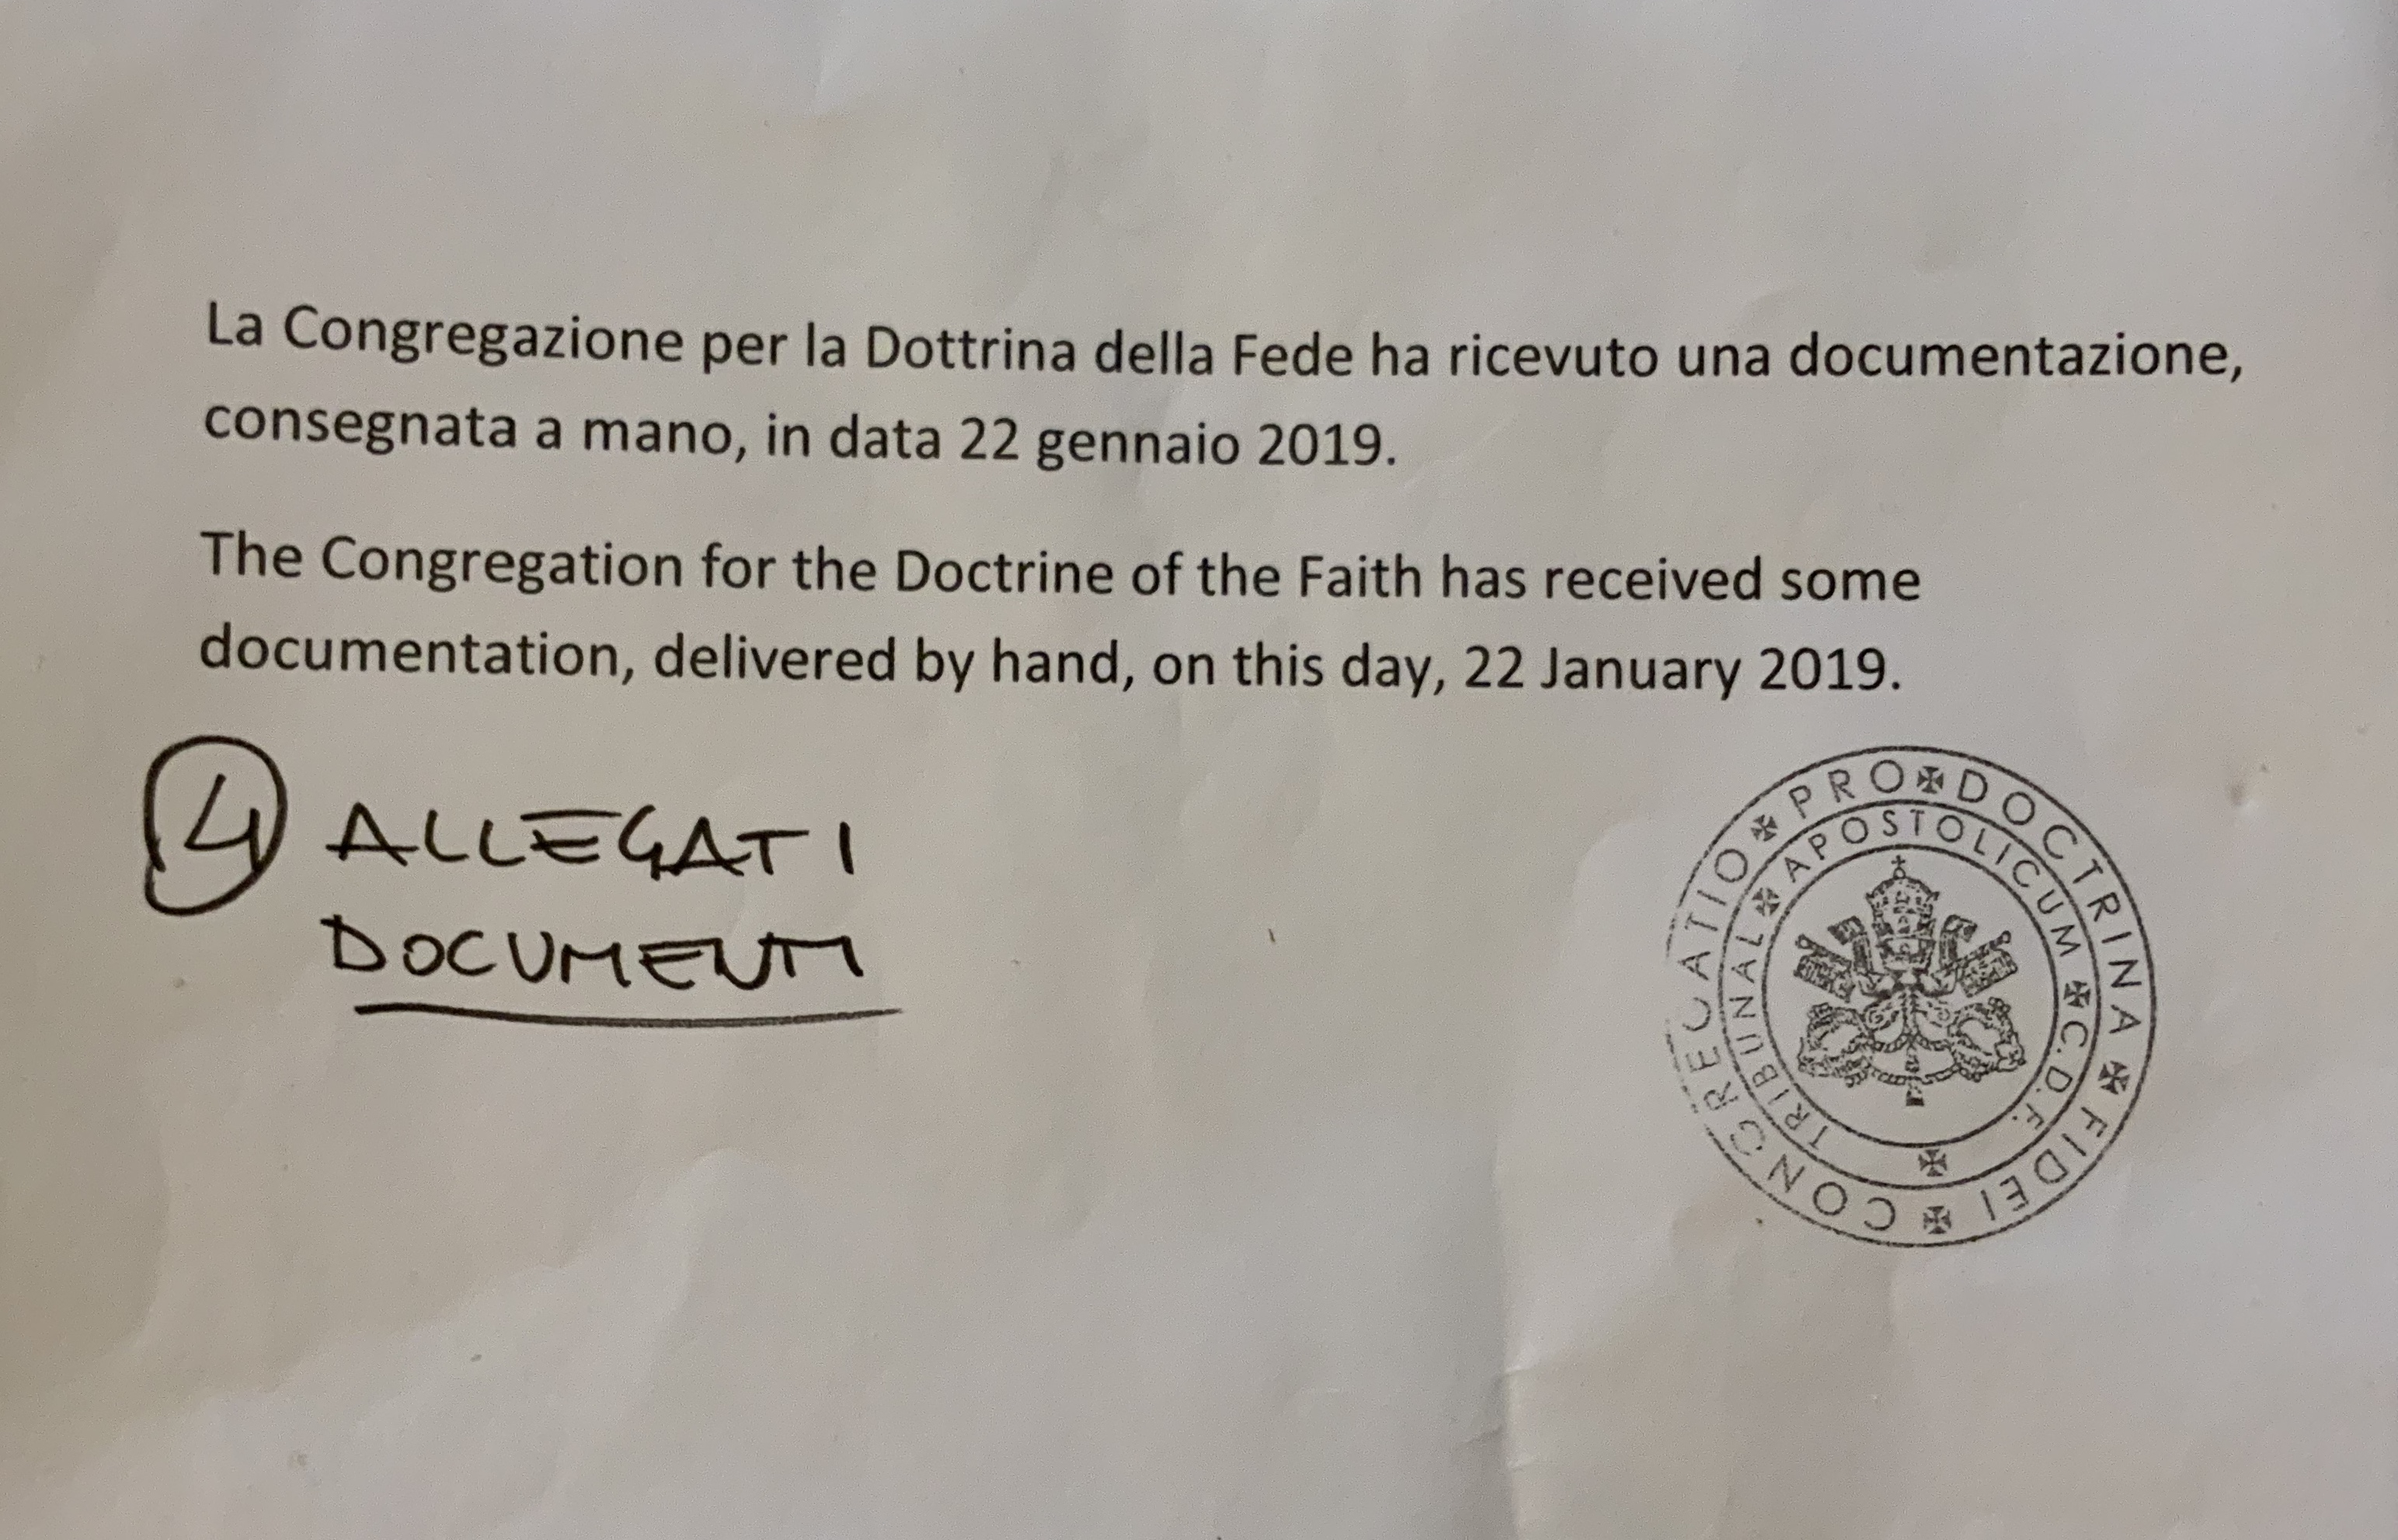 La Congregazione per la Dottrina della Fede ha ricevuto una documentazione,
consegnata a mano, in data 22 gennaio 2019.
The Congregation for the Doctrine of the Faith has received some
documentation, delivered by hand, on this day, 22 January 2019.
4 ALLEGATI
DOCUMENTI
CONGREGATIO ✠ PRO ✠ DOCTRINA ✠ FIDEI ✠
TRIBUNAL ✠ APOSTOLICUM ✠ C.D.F. ✠